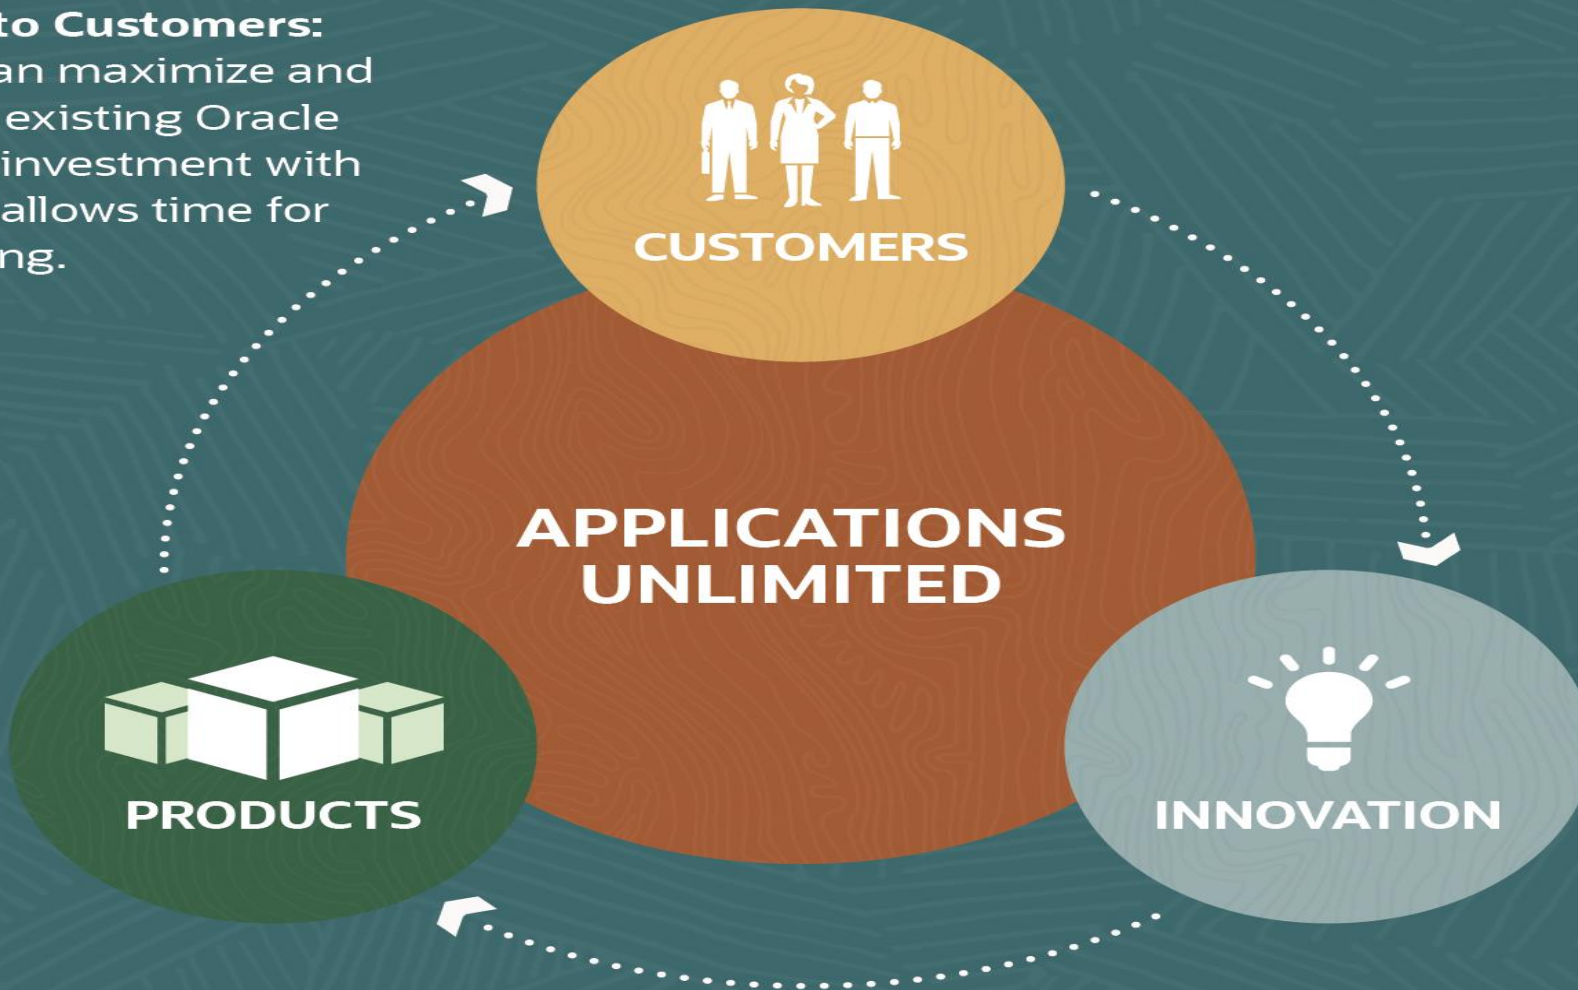 to Customers:
an maximize and
existing Oracle
investment with
allows time for
ng.
CUSTOMERS
APPLICATIONS
UNLIMITED
PRODUCTS
INNOVATION